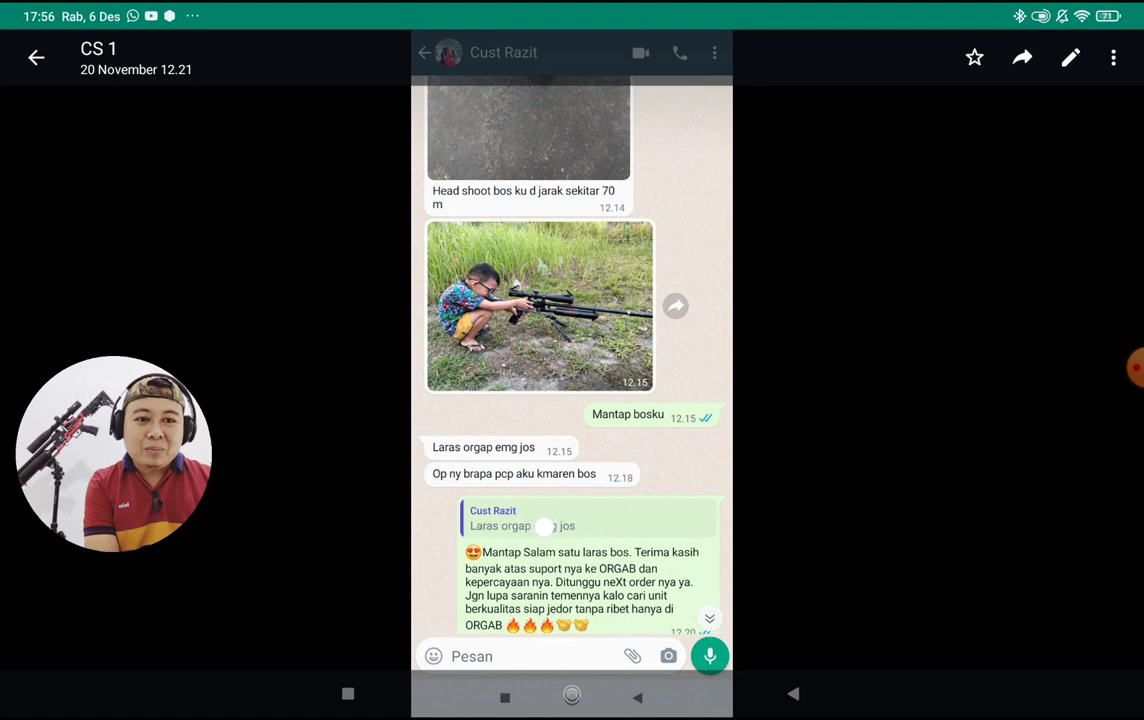 17:56 Rab, 6 Des
71
CS 1
20 November 12.21
Cust Razit
Head shoot bos ku d jarak sekitar 70
m
12.14
12.15
Mantap bosku
12.15
Laras orgap emg jos
12.15
Op ny brapa pcp aku kmaren bos
12.18
Cust Razit
Laras orgap g jos
😍Mantap Salam satu laras bos. Terima kasih
banyak atas suport nya ke ORGAB dan
kepercayaan nya. Ditunggu neXt order nya ya.
Jgn lupa saranin temennya kalo cari unit
berkualitas siap jedor tanpa ribet hanya di
ORGAB 🔥🔥🔥🤝🤝
12.20
Pesan